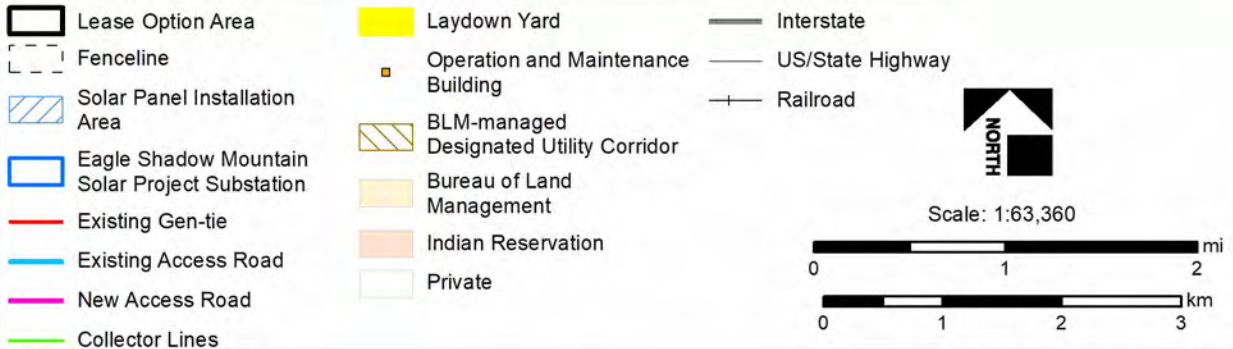 Lease Option Area
Fenceline
Solar Panel Installation
Area
Eagle Shadow Mountain
Solar Project Substation
Existing Gen-tie
Existing Access Road
New Access Road
Collector Lines
Laydown Yard
Operation and Maintenance
Building
BLM-managed
Designated Utility Corridor
Bureau of Land
Management
Indian Reservation
Private
Interstate
US/State Highway
Railroad
NORTH
Scale: 1:63,360
mi
0 1 2
km
0 1 2 3